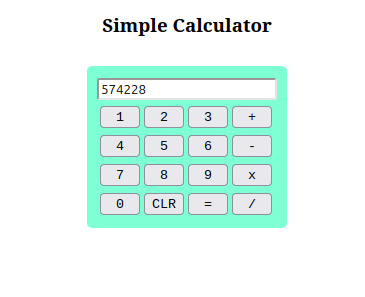 Simple Calculator
574228
1 2 3 +
4 5 6 -
7 8 9 x
0 CLR = /